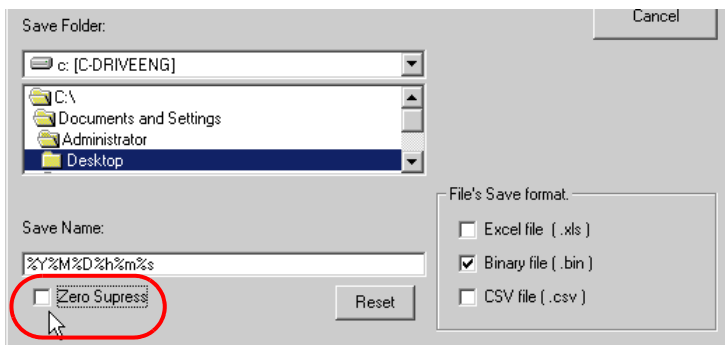 Save Folder:
Cancel
c: [C-DRIVEENG]
C:\
Documents and Settings
Administrator
Desktop
File's Save format.
Save Name:
Excel file ( .xls )
%Y%M%D%h%m%s
Binary file ( .bin )
Zero Supress
Reset
CSV file ( .csv )